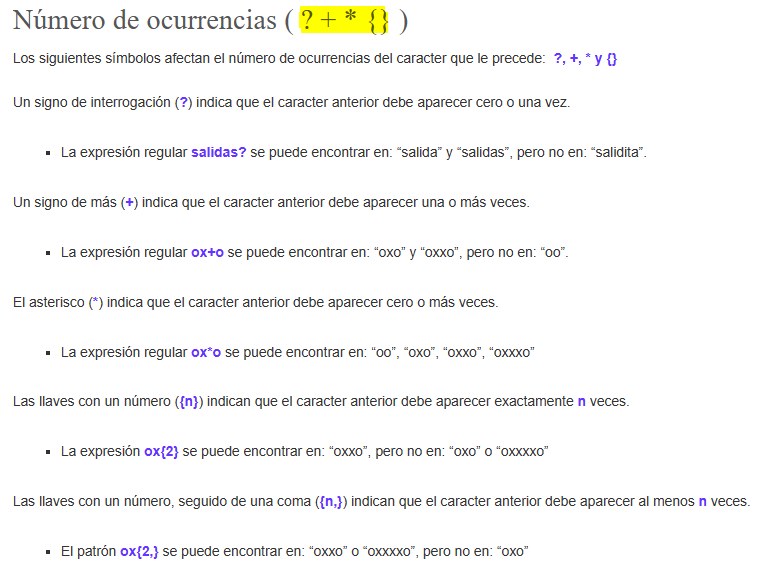 Número de ocurrencias ( ? + * {} )
Los siguientes símbolos afectan el número de ocurrencias del caracter que le precede: ?, +, * y {}
Un signo de interrogación (?) indica que el caracter anterior debe aparecer cero o una vez.
▪ La expresión regular salidas? se puede encontrar en: “salida” y “salidas”, pero no en: “salidita”.
Un signo de más (+) indica que el caracter anterior debe aparecer una o más veces.
▪ La expresión regular ox+o se puede encontrar en: “oxo” y “oxxo”, pero no en: “oo”.
El asterisco (*) indica que el caracter anterior debe aparecer cero o más veces.
▪ La expresión regular ox*o se puede encontrar en: “oo”, “oxo”, “oxxo”, “oxxxo”
Las llaves con un número ({n}) indican que el caracter anterior debe aparecer exactamente n veces.
▪ La expresión ox{2} se puede encontrar en: “oxxo”, pero no en: “oxo” o “oxxxxo”
Las llaves con un número, seguido de una coma ({n,}) indican que el caracter anterior debe aparecer al menos n veces.
▪ El patrón ox{2,} se puede encontrar en: “oxxo” o “oxxxxo”, pero no en: “oxo”